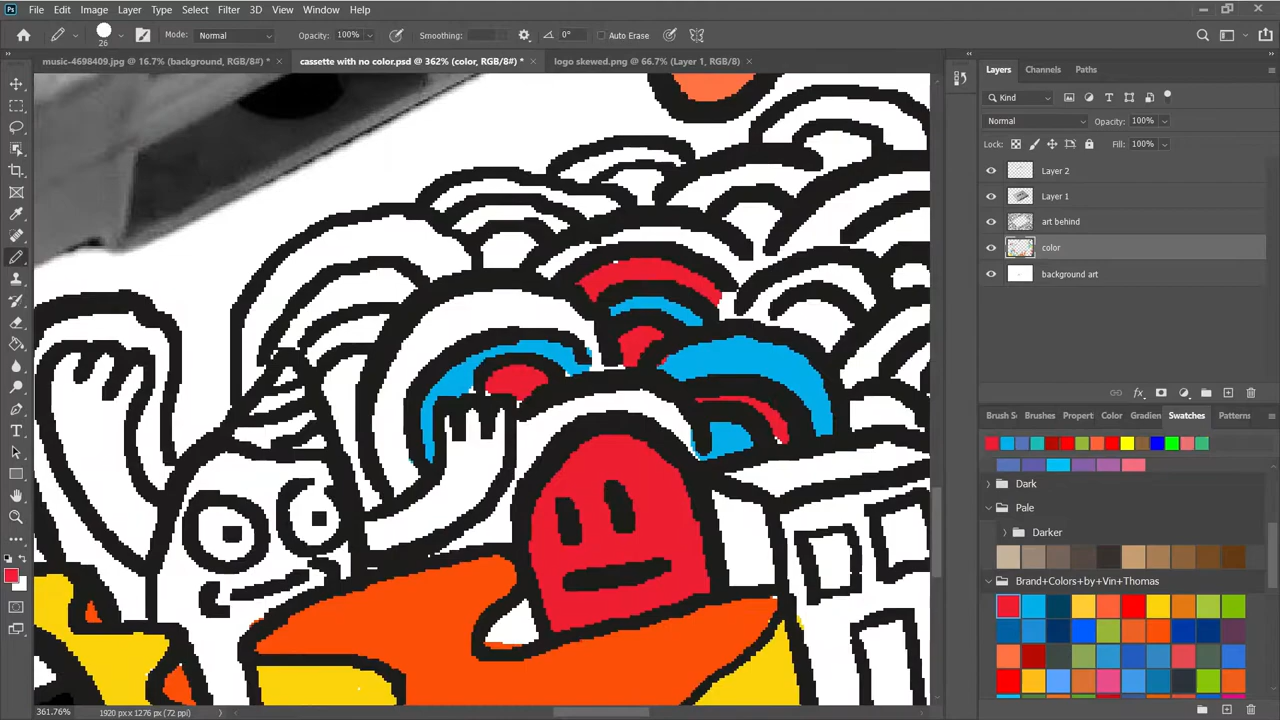 File Edit Image Layer Type Select Filter 3D View Window Help
26 Mode: Normal Opacity: 100% Smoothing: 0° Auto Erase
music-4698409.jpg @ 16.7% (background, RGB/8#) * cassette with no color.psd @ 362% (color, RGB/8#) * logo skewed.png @ 66.7% (Layer 1, RGB/8)
Layers Channels Paths
Kind
Normal Opacity: 100%
Lock: Fill: 100%
Layer 2
Layer 1
art behind
color
background art
Brush S Brushes Propert Color Gradien Swatches Patterns
Dark
Pale
Darker
Brand+Colors+by+Vin+Thomas
361.76% 1920 px x 1276 px (72 ppi)